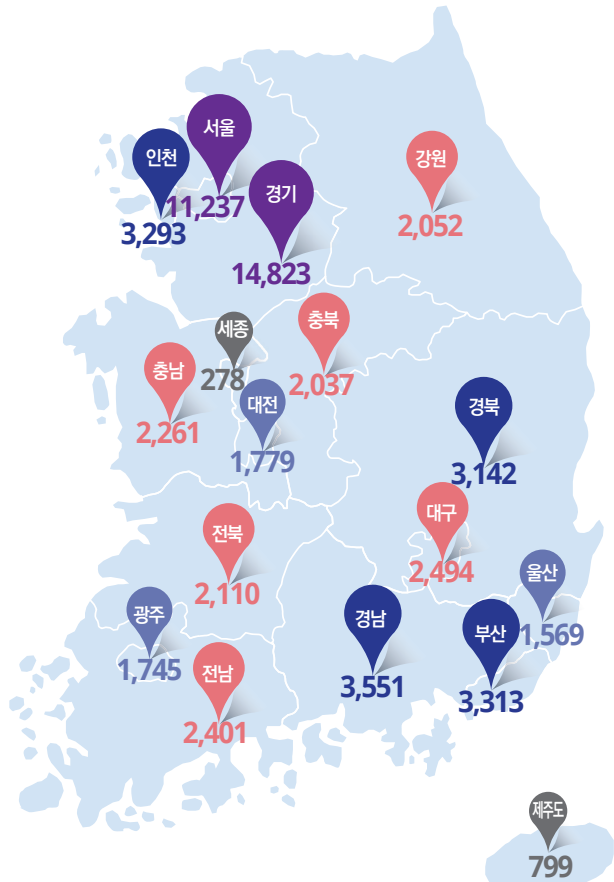 서울
11,237
인천
3,293
강원
2,052
경기
14,823
세종
278
충북
2,037
충남
2,261
대전
1,779
경북
3,142
대구
2,494
전북
2,110
울산
1,569
광주
1,745
경남
3,551
부산
3,313
전남
2,401
제주도
799